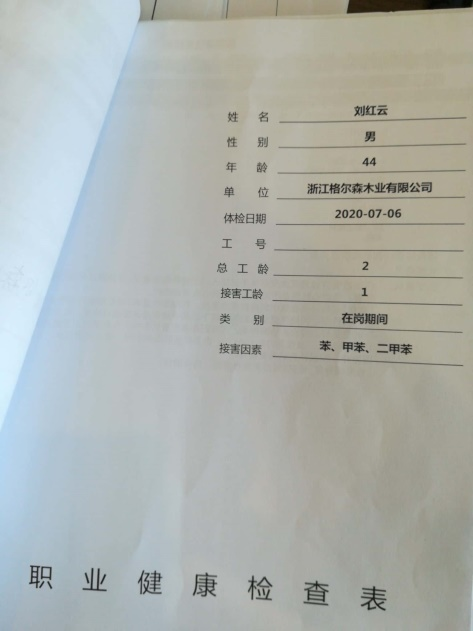 姓 名 刘红云
性 别 男
年 龄 44
单 位 浙江格尔森木业有限公司
体检日期 2020-07-06
工 号
总 工 龄 2
接害工龄 1
类 别 在岗期间
接害因素 苯、甲苯、二甲苯
职 业 健 康 检 查 表